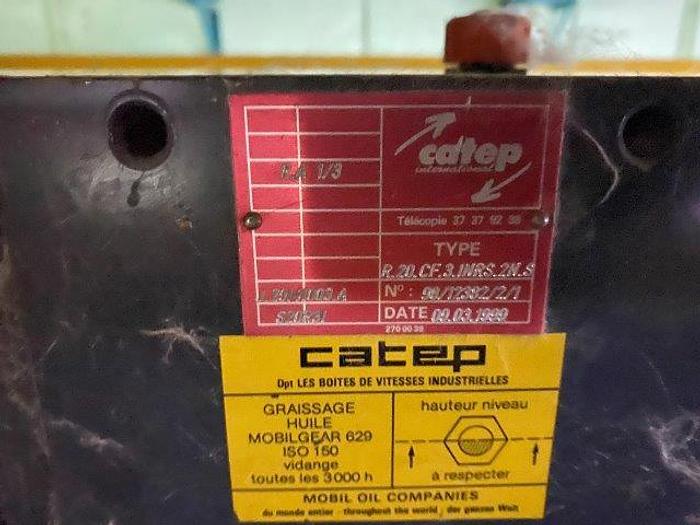 R.A 1/3
catep
international
Télécopie 37 37 92 38
TYPE
R.20.CF.3.INRS.2N.S
N° : 98/12382/2/1
DATE 09.03.1999
270 00 38
catep
Dpt LES BOITES DE VITESSES INDUSTRIELLES
GRAISSAGE
HUILE
MOBILGEAR 629
ISO 150
vidange
toutes les 3000 h
hauteur niveau
à respecter
MOBIL OIL COMPANIES
du monde entier - throughout the world - der ganzen Welt